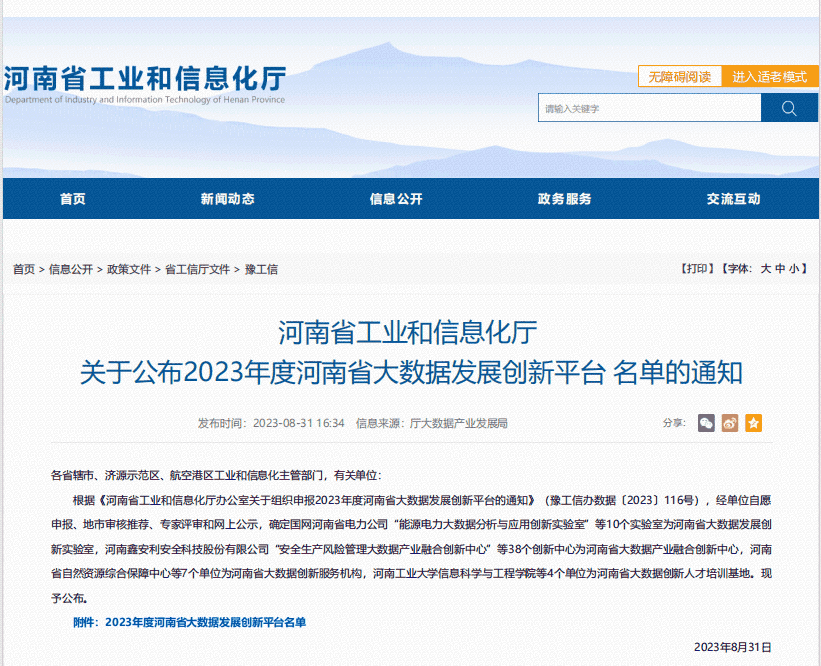 河南省工业和信息化厅
Department of Industry and Information Technology of Henan Province
无障碍阅读 进入适老模式
请输入关键字
首页 新闻动态 信息公开 政务服务 交流互动
首页 > 信息公开 > 政策文件 > 省工信厅文件 > 豫工信 【打印】【字体： 大 中 小 】
河南省工业和信息化厅
关于公布2023年度河南省大数据发展创新平台 名单的通知
发布时间：2023-08-31 16:34 信息来源：厅大数据产业发展局 分享：
各省辖市、济源示范区、航空港区工业和信息化主管部门，有关单位：
根据《河南省工业和信息化厅办公室关于组织申报2023年度河南省大数据发展创新平台的通知》（豫工信办数据〔2023〕116号），经单位自愿
申报、地市审核推荐、专家评审和网上公示，确定国网河南省电力公司“能源电力大数据分析与应用创新实验室”等10个实验室为河南省大数据发展创
新实验室，河南鑫安利安全科技股份有限公司“安全生产风险管理大数据产业融合创新中心”等38个创新中心为河南省大数据产业融合创新中心，河南
省自然资源综合保障中心等7个单位为河南省大数据创新服务机构，河南工业大学信息科学与工程学院等4个单位为河南省大数据创新人才培训基地。现
予公布。
附件：2023年度河南省大数据发展创新平台名单
2023年8月31日